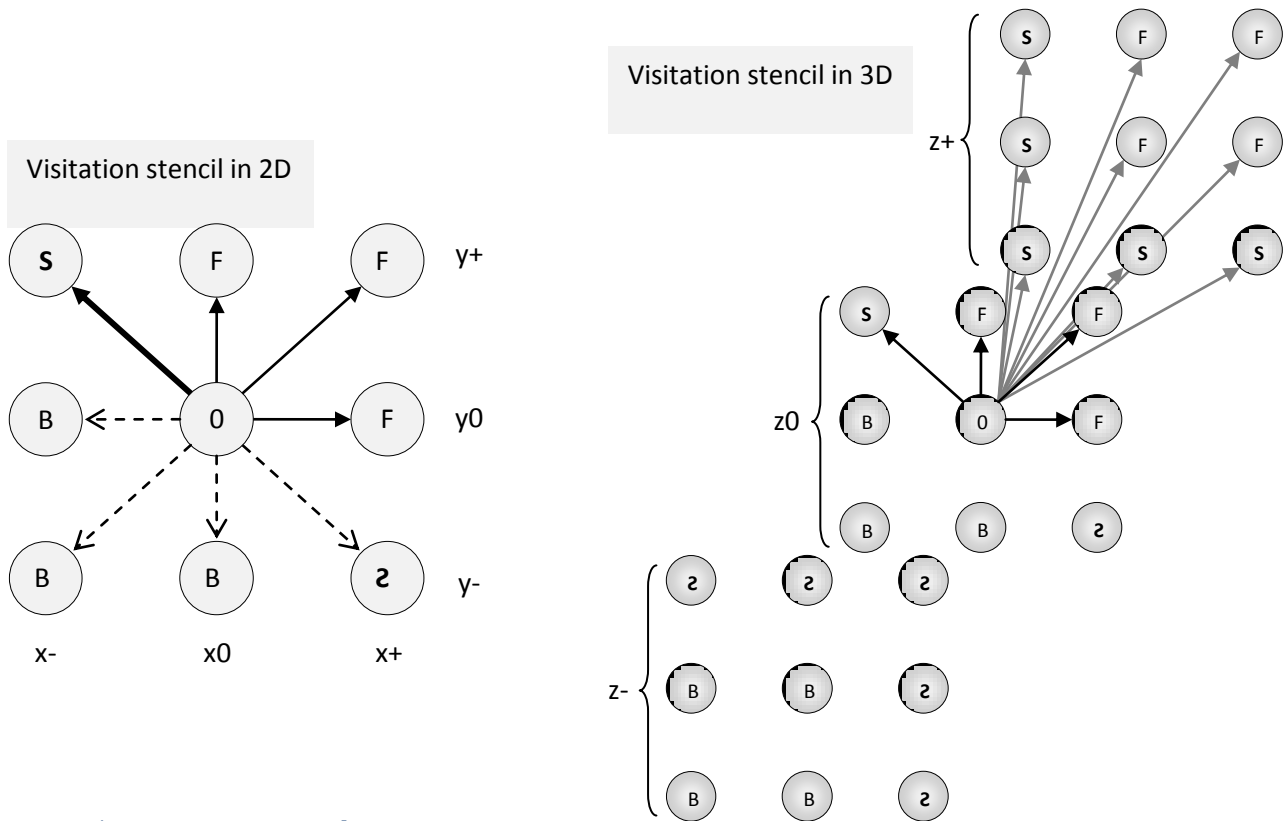 Visitation stencil in 2D
S F F y+
B 0 F y0
B B Ƨ y-
x- x0 x+
Visitation stencil in 3D
z+
S F F
S F F
S S S
z0
S F F
B 0 F
B B Ƨ
z-
Ƨ Ƨ Ƨ
B B Ƨ
B B Ƨ